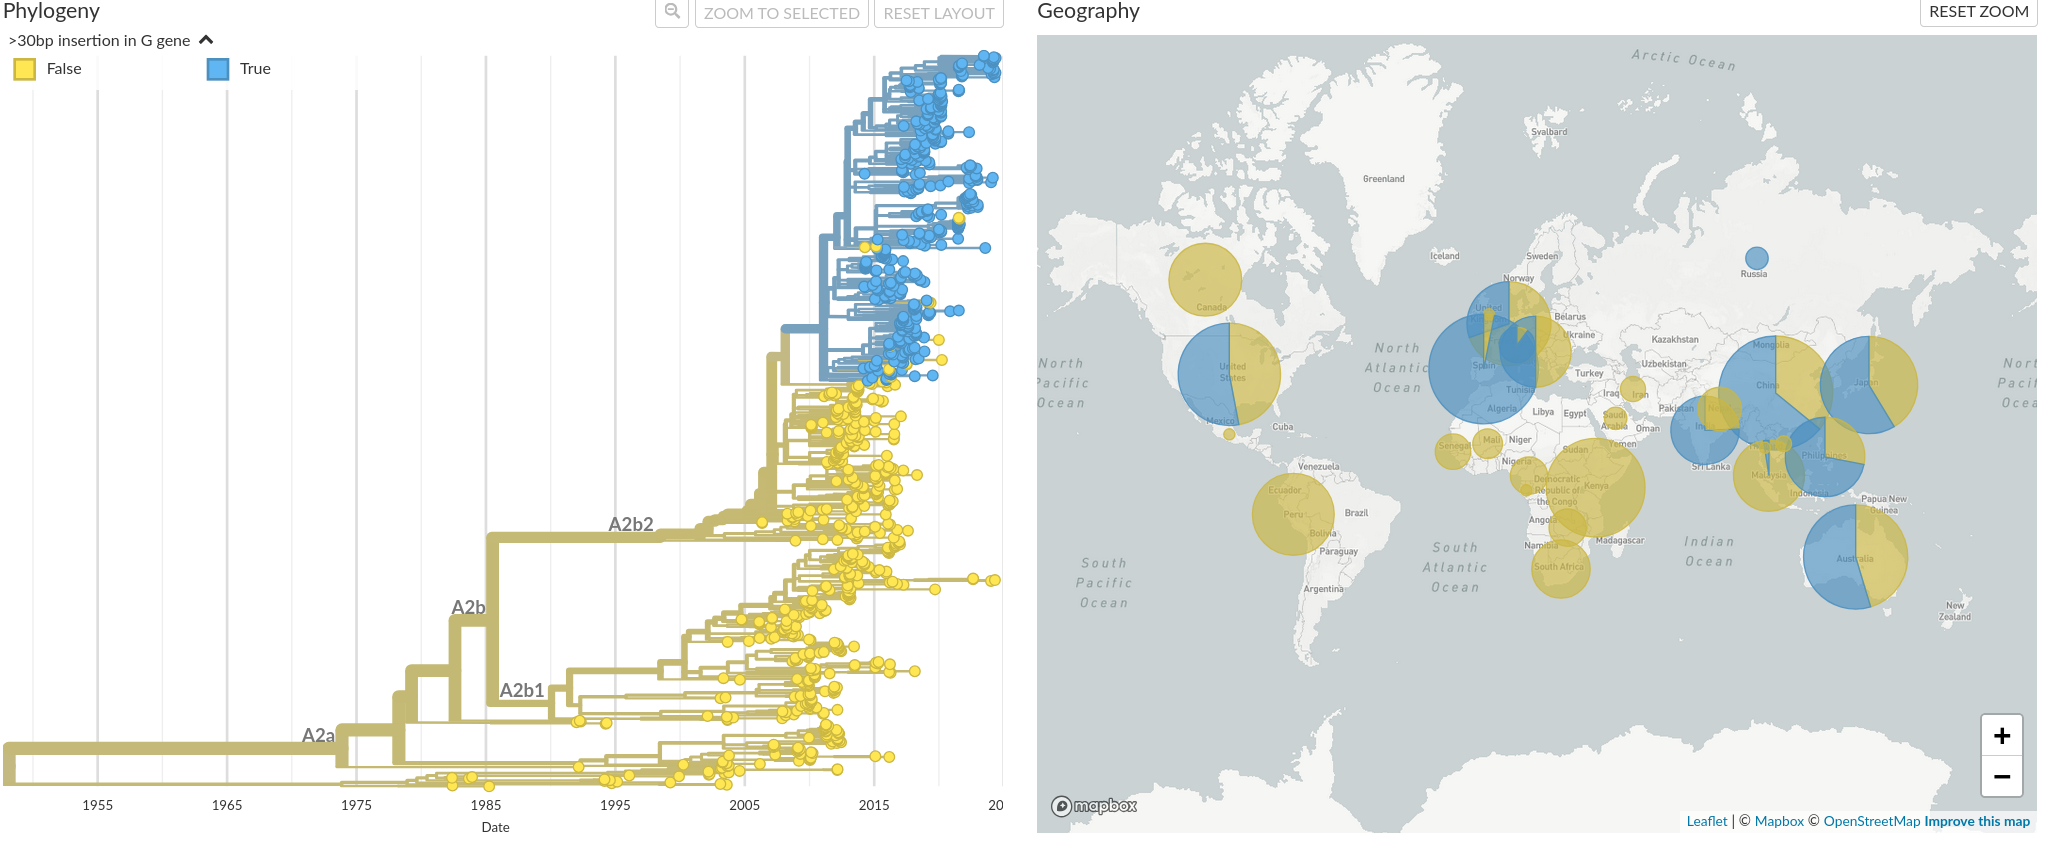 Phylogeny
ZOOM TO SELECTED
RESET LAYOUT
>30bp insertion in G gene
False
True
A2b2
A2b
A2b1
A2a
1955
1965
1975
1985
1995
2005
2015
20
Date
Geography
RESET ZOOM
Arctic Ocean
Svalbard
Greenland
Iceland
Sweden
Norway
Russia
Canada
United
Belarus
Ukraine
Kazakhstan
Mongolia
North
Pacific
Ocean
North
Atlantic
Ocean
United
States
Spain
Tunisia
Turkey
Uzbekistan
China
Japan
Nort
Pacif
Ocea
Iraq
Iran
Algeria
Libya
Egypt
Saudi
Arabia
Oman
Pakistan
Mexico
Cuba
Senegal
Mali
Niger
Sudan
Yemen
Sri Lanka
Philippines
Venezuela
Nigeria
Malaysia
Ecuador
Democratic
Republic of
the Congo
Kenya
Indonesia
Papua New
Guinea
Peru
Brazil
Angola
Bolivia
Namibia
Madagascar
Paraguay
South
Atlantic
Ocean
Indian
Ocean
Australia
South
Pacific
Ocean
South Africa
Argentina
New
Zealand
+
−
mapbox
Leaflet | © Mapbox © OpenStreetMap Improve this map